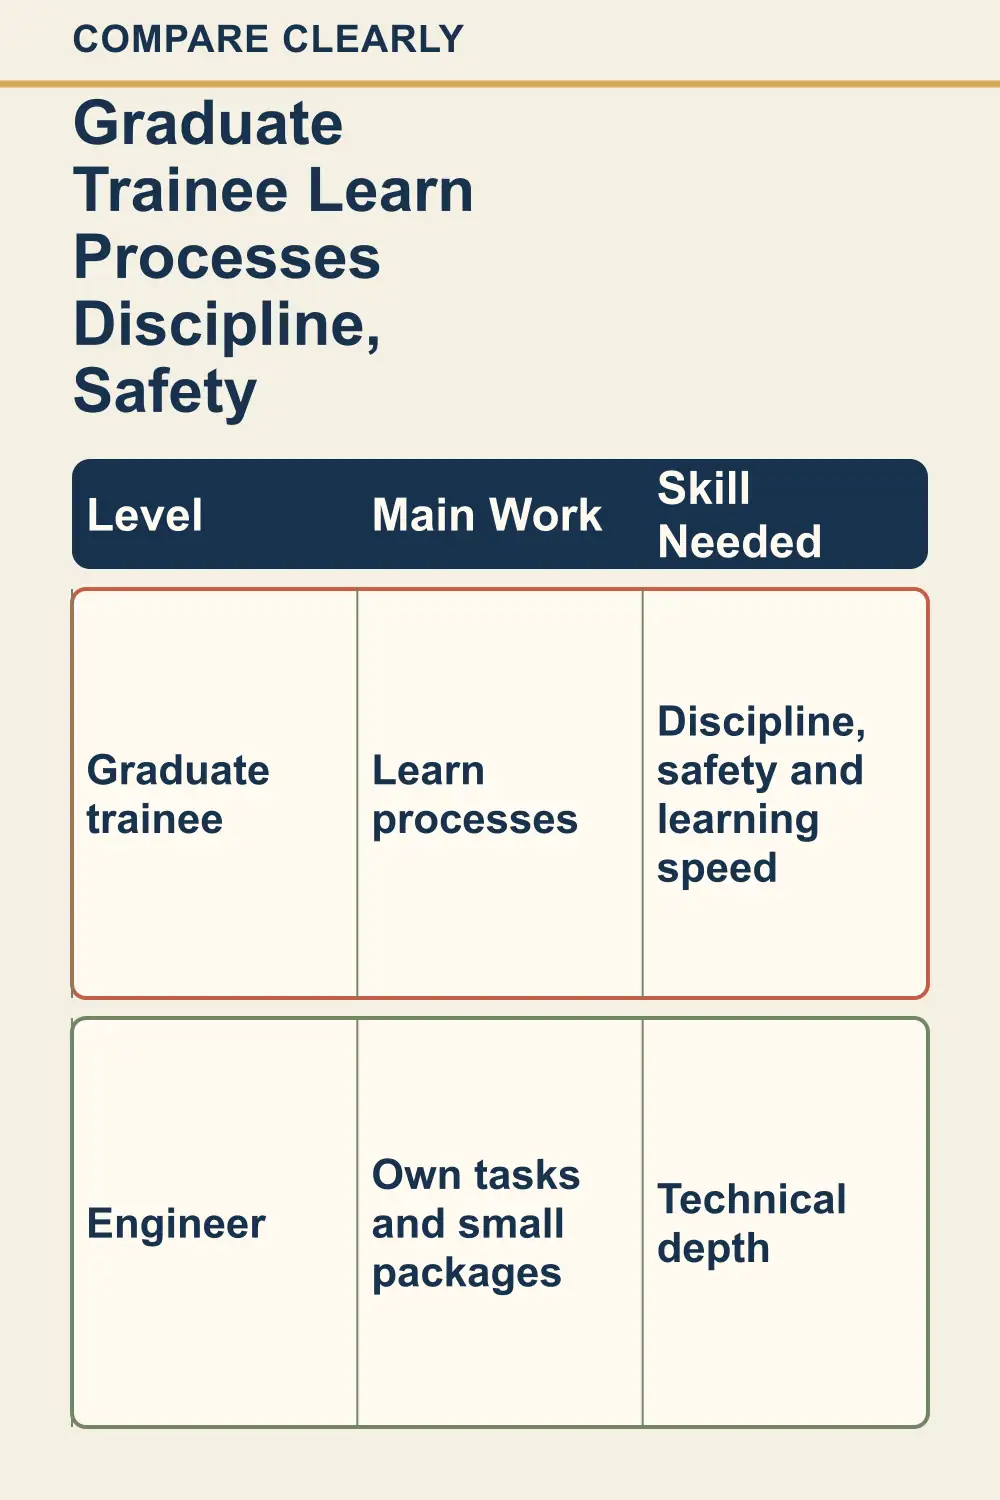 COMPARE CLEARLY
Graduate
Trainee Learn
Processes
Discipline,
Safety
Level
Main Work
Skill
Needed
Graduate
trainee
Learn
processes
Discipline,
safety and
learning
speed
Engineer
Own tasks
and small
packages
Technical
depth